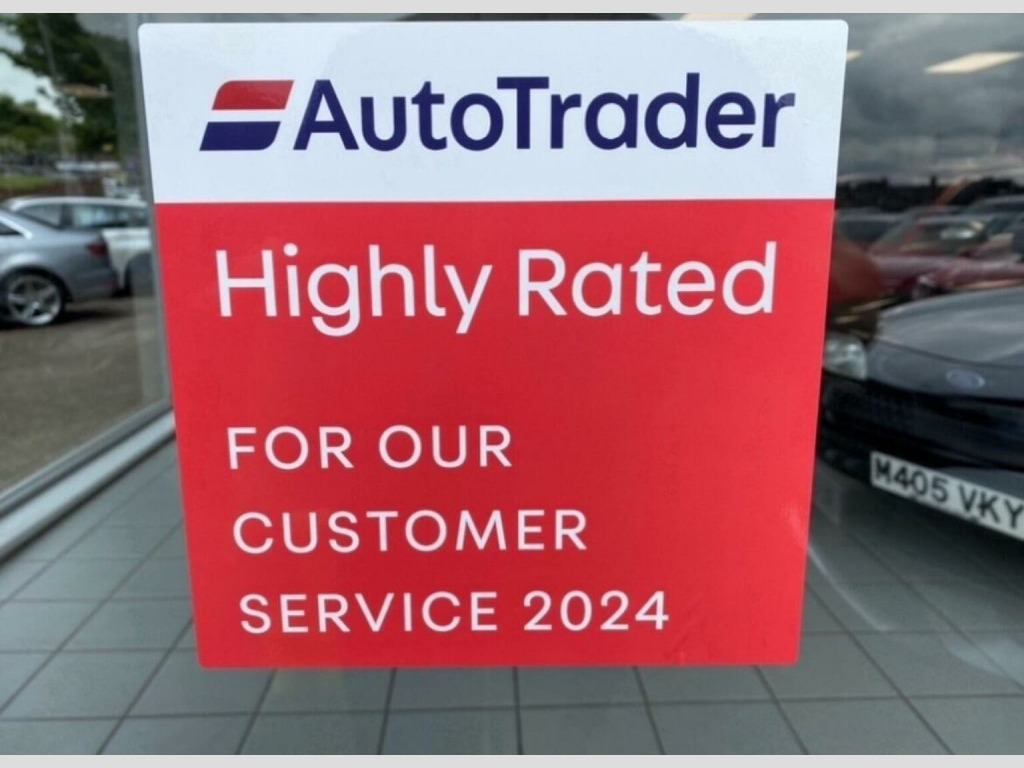 AutoTrader
Highly Rated
FOR OUR
CUSTOMER
SERVICE 2024
M405 VKY